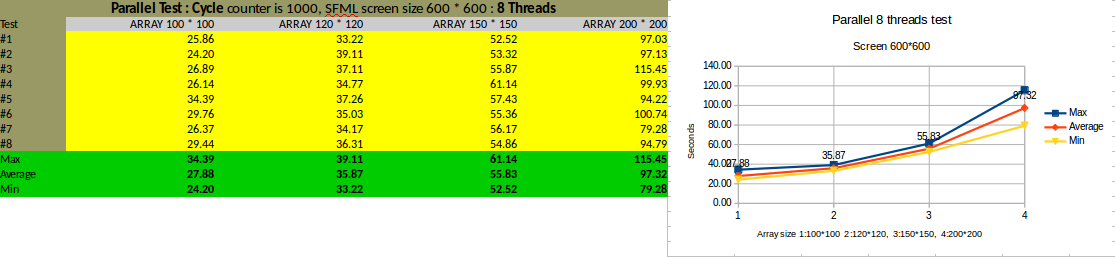 Parallel Test : Cycle counter is 1000, SFML screen size 600 * 600 : 8 Threads
Test ARRAY 100 * 100 ARRAY 120 * 120 ARRAY 150 * 150 ARRAY 200 * 200
#1 25.86 33.22 52.52 97.03
#2 24.20 39.11 53.32 97.13
#3 26.89 37.11 55.87 115.45
#4 26.14 34.77 61.14 99.93
#5 34.39 37.26 57.43 94.22
#6 29.76 35.03 55.36 100.74
#7 26.37 34.17 56.17 79.28
#8 29.44 36.31 54.86 94.79
Max 34.39 39.11 61.14 115.45
Average 27.88 35.87 55.83 97.32
Min 24.20 33.22 52.52 79.28
Parallel 8 threads test
Screen 600*600
Seconds
140.00
120.00
100.00
80.00
60.00
40.00
20.00
0.00
27.88
35.87
55.83
97.32
1 2 3 4
Array size 1:100*100 2:120*120, 3:150*150, 4:200*200
Max
Average
Min